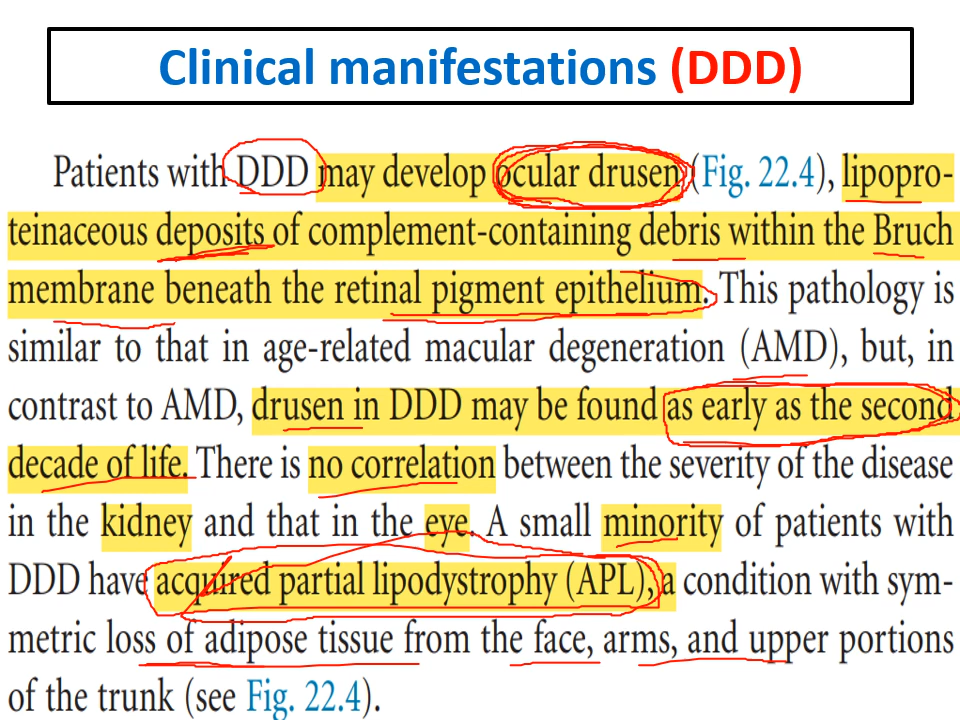 Clinical manifestations (DDD)
Patients with DDD may develop ocular drusen (Fig. 22.4), lipopro-
teinaceous deposits of complement-containing debris within the Bruch
membrane beneath the retinal pigment epithelium. This pathology is
similar to that in age-related macular degeneration (AMD), but, in
contrast to AMD, drusen in DDD may be found as early as the second
decade of life. There is no correlation between the severity of the disease
in the kidney and that in the eye. A small minority of patients with
DDD have acquired partial lipodystrophy (APL), a condition with sym-
metric loss of adipose tissue from the face, arms, and upper portions
of the trunk (see Fig. 22.4).